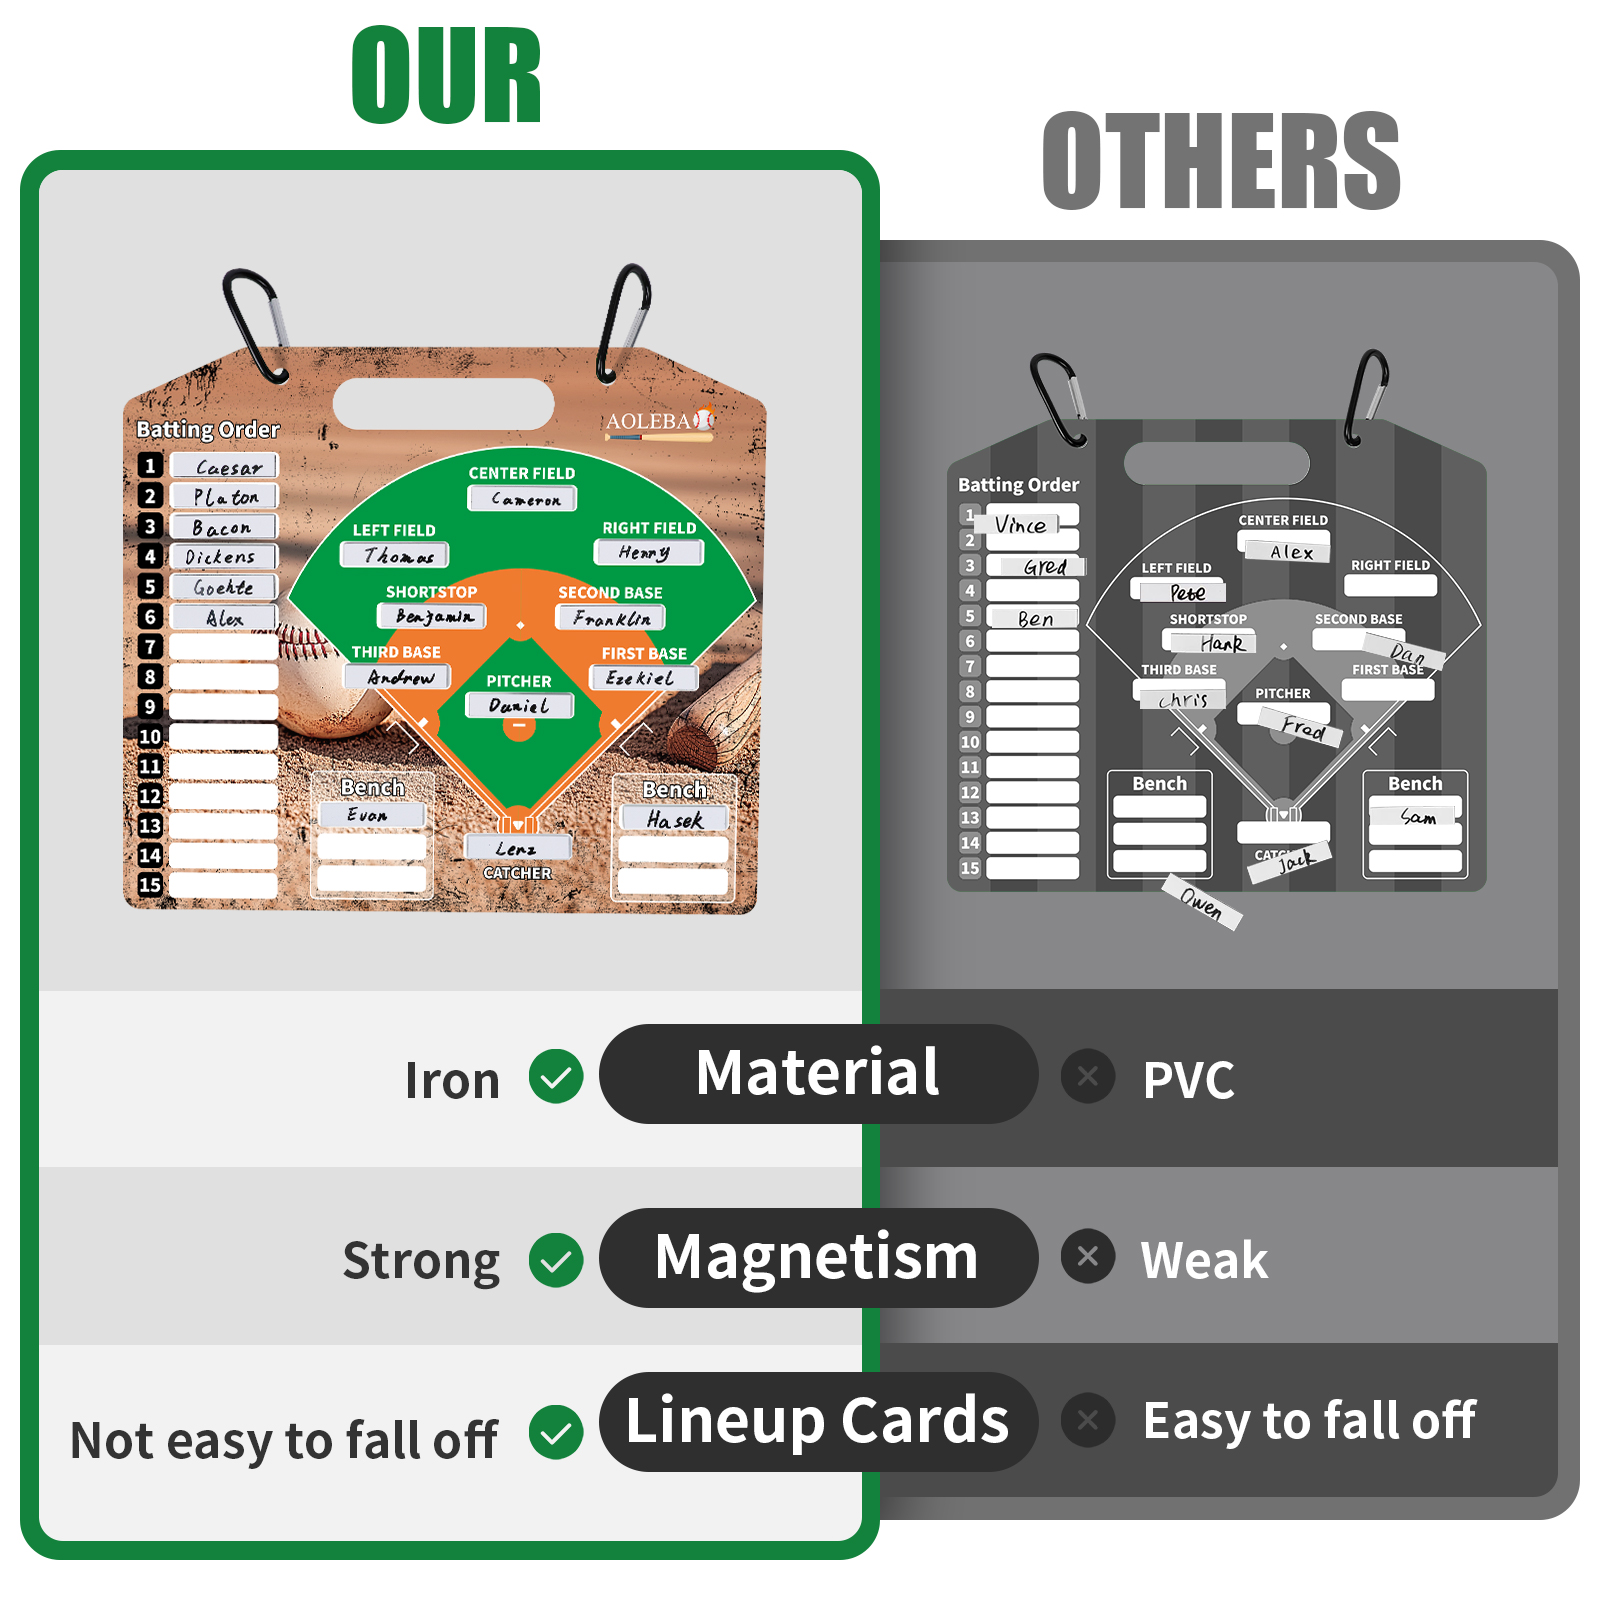 OUR
OTHERS
Batting Order
AOLEBAO
1 Caesar
2 Platon
3 Bacon
4 Dickens
5 Goehte
6 Alex
7
8
9
10
11
12
13
14
15
CENTER FIELD
Cameron
LEFT FIELD
Thomas
RIGHT FIELD
Henry
SHORTSTOP
Benjamin
SECOND BASE
Franklin
THIRD BASE
Andrew
FIRST BASE
Ezekiel
PITCHER
Daniel
Bench
Evan
Bench
Hasek
Lenz
CATCHER
Batting Order
1 Vince
2
3 Gred
4
5 Ben
6
7
8
9
10
11
12
13
14
15
CENTER FIELD
Alex
LEFT FIELD
Pete
RIGHT FIELD
SHORTSTOP
Hank
SECOND BASE
Dan
THIRD BASE
Chris
FIRST BASE
PITCHER
Fred
Bench
Bench
Sam
CATCHER
Jack
Owen
Iron Material PVC
Strong Magnetism Weak
Not easy to fall off Lineup Cards Easy to fall off